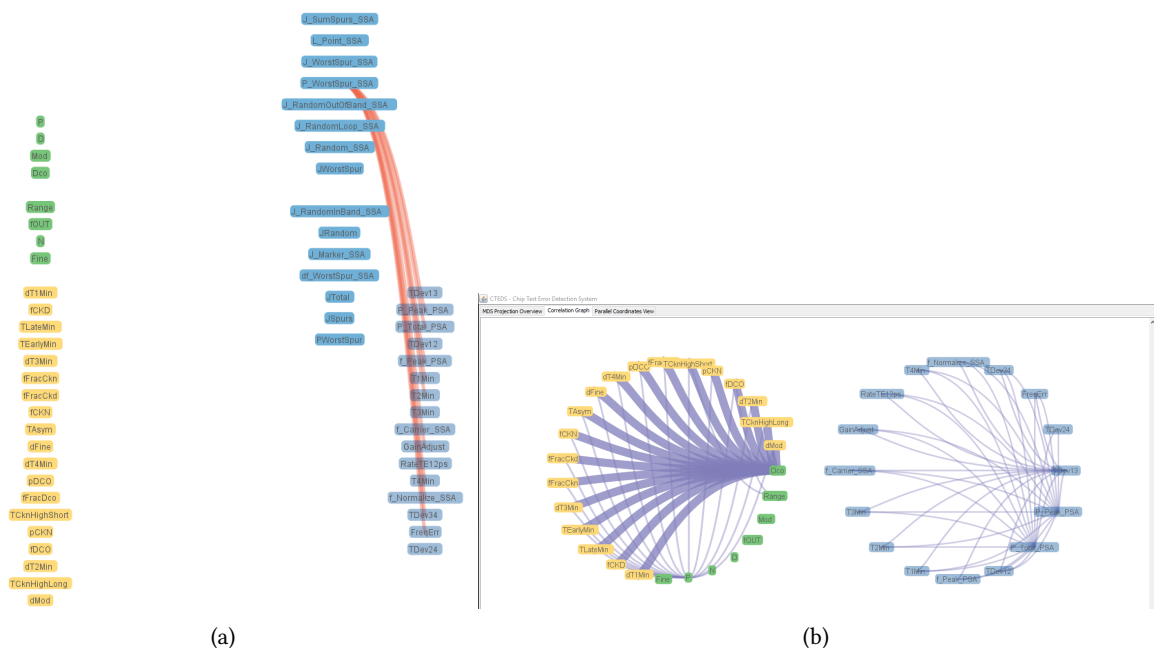 J_SumSpurs_SSA
L_Point_SSA
J_WorstSpur_SSA
P_WorstSpur_SSA
J_RandomOutOfBand_SSA
J_RandomLoop_SSA
J_Random_SSA
JWorstSpur
J_RandomInBand_SSA
JRandom
J_Marker_SSA
df_WorstSpur_SSA
JTotal
JSpurs
PWorstSpur
P
D
Mod
Dco
Range
fOUT
N
Fine
dT1Min
fCKD
TLateMin
TEarlyMin
dT3Min
fFracCkn
fFracCkd
fCKN
TAsym
dFine
dT4Min
pDCO
fFracDco
TCknHighShort
pCKN
fDCO
dT2Min
TCknHighLong
dMod
TDev13
P_Peak_PSA
P_Total_PSA
TDev12
f_Peak_PSA
T1Min
T2Min
T3Min
f_Carrier_SSA
GainAdjust
RateTE12ps
T4Min
f_Normalize_SSA
TDev34
FreqErr
TDev24
(a)
CTEDS - Chip Test Error Detection System
MDS Projection Overview Correlation Graph Parallel Coordinates View
TCknHighShort
pDCO
pCKN
dT4Min
fDCO
dFine
dT2Min
TAsym
TCknHighLong
fCKN
dMod
fFracCkd
Dco
fFracCkn
Range
dT3Min
Mod
TEarlyMin
fOUT
TLateMin
D
fCKD
N
dT1Min
Fine
P
f_Normalize_SSA
T4Min
TDev34
RateTE12ps
FreqErr
GainAdjust
TDev24
f_Carrier_SSA
TDev13
T3Min
P_Peak_PSA
T2Min
P_Total_PSA
T1Min
TDev12
f_Peak_PSA
(b)